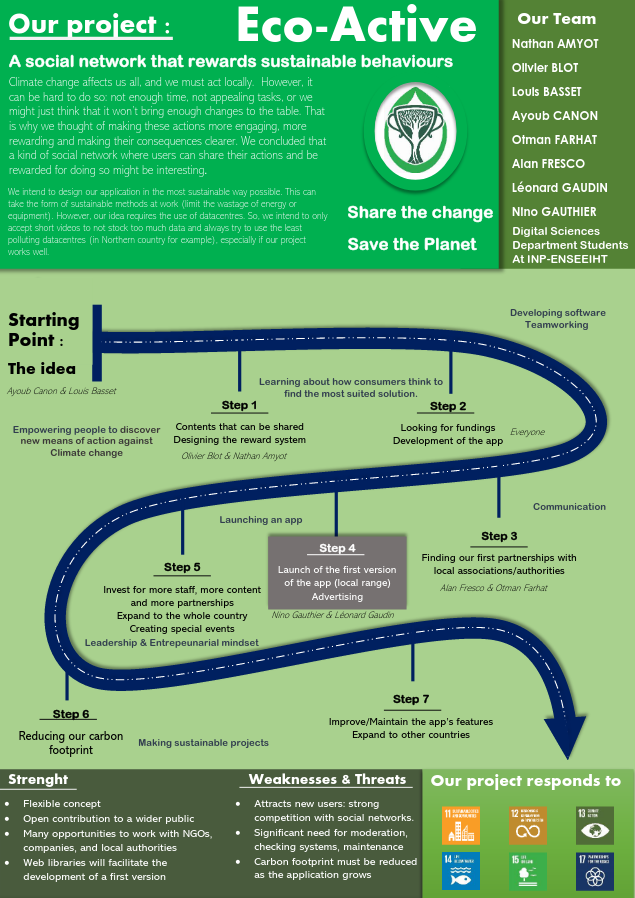 Our project :
Eco-Active
A social network that rewards sustainable behaviours
Climate change affects us all, and we must act locally. However, it
can be hard to do so: not enough time, not appealing tasks, or we
might just think that it won't bring enough changes to the table. That
is why we thought of making these actions more engaging, more
rewarding and making their consequences clearer. We concluded that
a kind of social network where users can share their actions and be
rewarded for doing so might be interesting.
We intend to design our application in the most sustainable way possible. This can
take the form of sustainable methods at work (limit the wastage of energy or
equipment). However, our idea requires the use of datacentres. So, we intend to only
accept short videos to not stock too much data and always try to use the least
polluting datacentres (in Northern country for example), especially if our project
works well.
Share the change
Save the Planet
Our Team
Nathan AMYOT
Olivier BLOT
Louis BASSET
Ayoub CANON
Otman FARHAT
Alan FRESCO
Léonard GAUDIN
Nino GAUTHIER
Digital Sciences
Department Students
At INP-ENSEEIHT
Starting
Point :
The idea
Ayoub Canon & Louis Basset
Developing software
Teamworking
Learning about how consumers think to
find the most suited solution.
Step 1
Contents that can be shared
Designing the reward system
Olivier Blot & Nathan Amyot
Step 2
Looking for fundings
Development of the app
Everyone
Empowering people to discover
new means of action against
Climate change
Communication
Step 3
Finding our first partnerships with
local associations/authorities
Alan Fresco & Otman Farhat
Launching an app
Step 4
Launch of the first version
of the app (local range)
Advertising
Nino Gauthier & Léonard Gaudin
Step 5
Invest for more staff, more content
and more partnerships
Expand to the whole country
Creating special events
Leadership & Entrepeunarial mindset
Step 6
Reducing our carbon
footprint
Making sustainable projects
Step 7
Improve/Maintain the app's features
Expand to other countries
Strenght
• Flexible concept
• Open contribution to a wider public
• Many opportunities to work with NGOs,
companies, and local authorities
• Web libraries will facilitate the
development of a first version
Weaknesses & Threats
• Attracts new users: strong
competition with social networks.
• Significant need for moderation,
checking systems, maintenance
• Carbon footprint must be reduced
as the application grows
Our project responds to
11
12
13
14
15
17